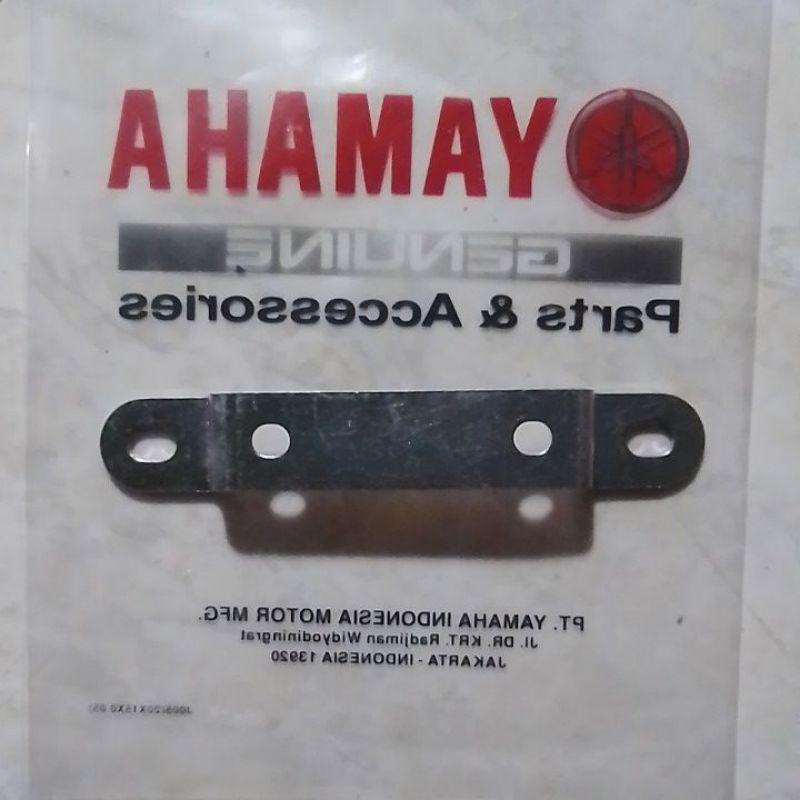 YAMAHA
GENUINE
Parts & Accessories
PT. YAMAHA INDONESIA MOTOR MFG.
Jl. DR. KRT. Radjiman Widyodiningrat
JAKARTA - INDONESIA 13920